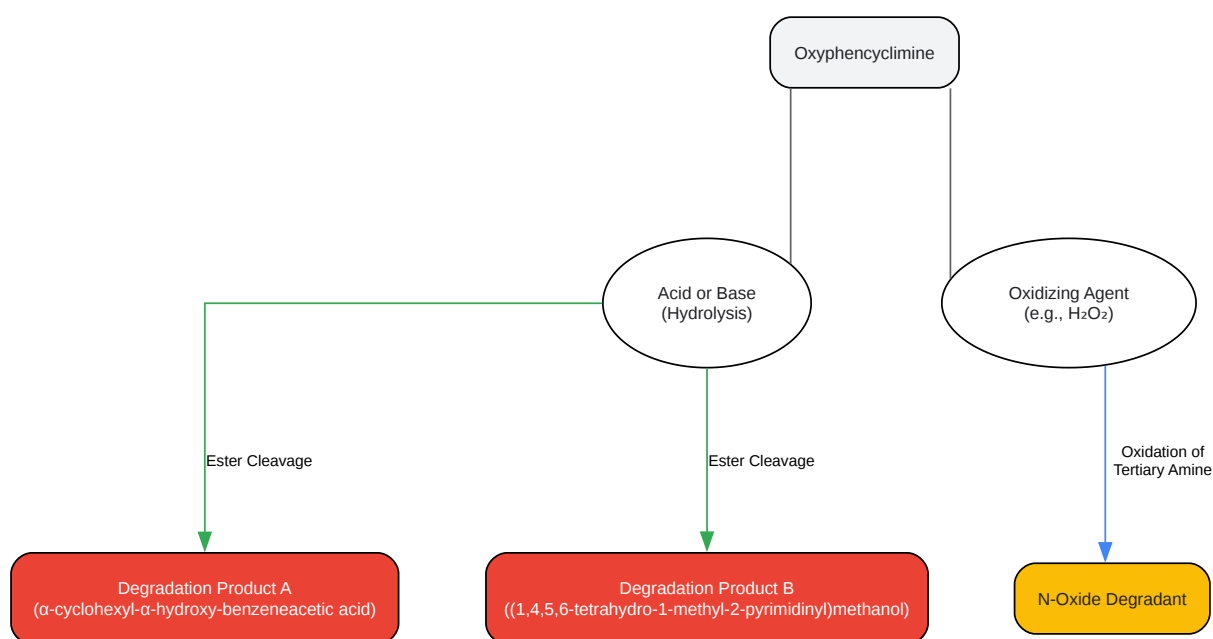 Oxyphencyclimine
Acid or Base
(Hydrolysis)
Oxidizing Agent
(e.g., H₂O₂)
Ester Cleavage
Ester Cleavage
Oxidation of
Tertiary Amine
Degradation Product A
(α-cyclohexyl-α-hydroxy-benzeneacetic acid)
Degradation Product B
((1,4,5,6-tetrahydro-1-methyl-2-pyrimidinyl)methanol)
N-Oxide Degradant